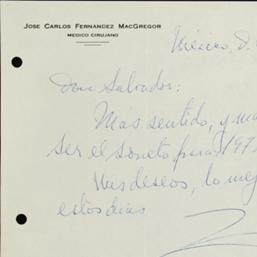 JOSE CARLOS FERNANDEZ MACGREGOR
MEDICO CIRUJANO
México, D.
Don Salvador:
Más sentido, y
ser el soneto para 197
Mis deseos, lo mej
estos días